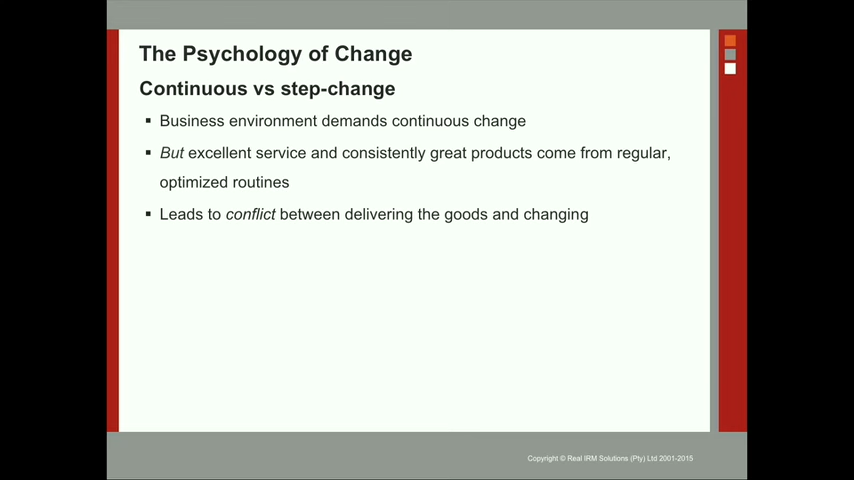 The Psychology of Change
Continuous vs step-change
▪ Business environment demands continuous change
▪ But excellent service and consistently great products come from regular,
optimized routines
▪ Leads to conflict between delivering the goods and changing
Copyright © Real IRM Solutions (Pty) Ltd 2001-2015